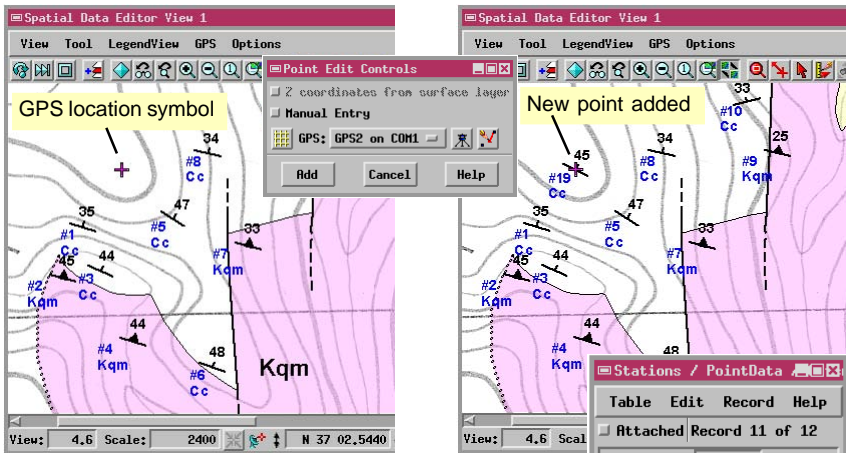 Spatial Data Editor View 1
View Tool LegendView GPS Options
GPS location symbol
34
#8
Cc
35
#1
Cc
47
#5
Cc
33
#7
Kqm
45
#2
Kqm
44
#3
Cc
44
#4
Kqm
48
#6
Cc
Kqm
View: 4.6 Scale: 2400 N 37 02.5440
Point Edit Controls
Z coordinates from surface layer
Manual Entry
GPS: GPS2 on COM1
Add Cancel Help
Spatial Data Editor View 1
View Tool LegendView GPS Options
New point added
33
#10
Cc
25
#9
Kqm
34
#8
Cc
45
#19
Cc
35
#1
Cc
47
#5
Cc
33
#7
Kqm
45
#2
Kqm
44
#3
Cc
44
#4
Kqm
48
View: 4.6 Scal
Stations / PointData /
Table Edit Record Help
Attached Record 11 of 12